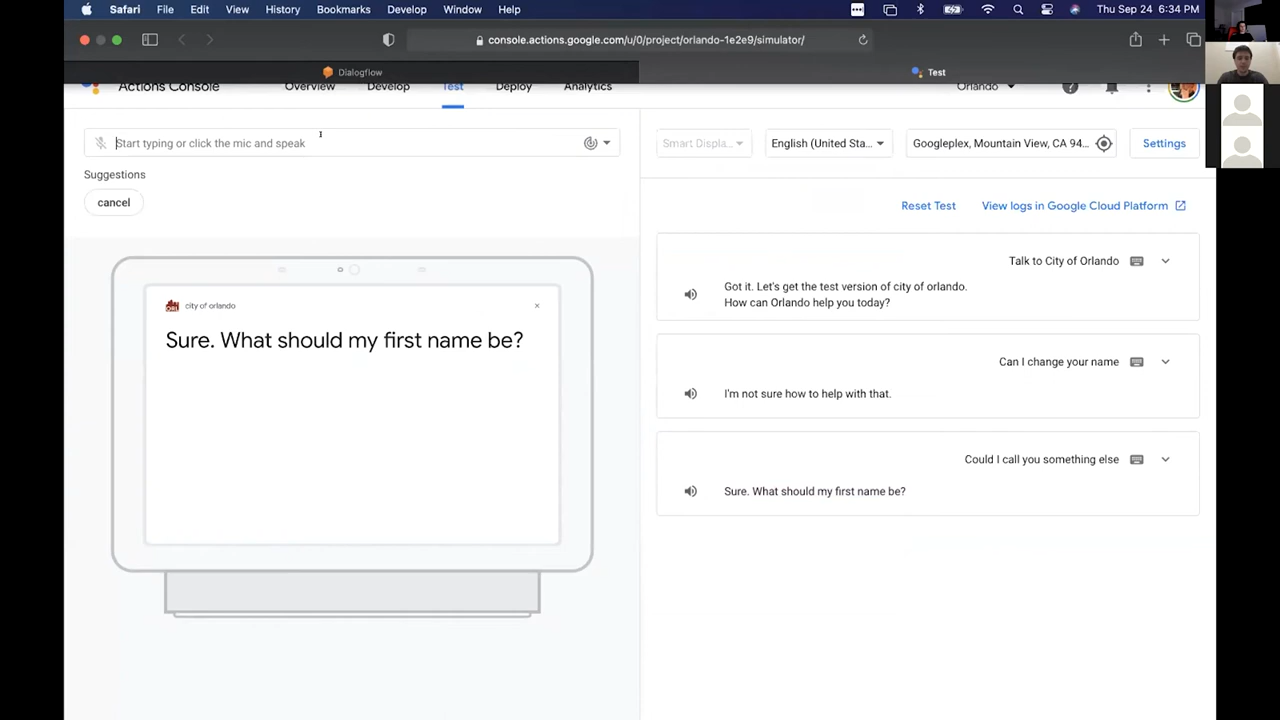 Safari File Edit View History Bookmarks Develop Window Help Thu Sep 24 6:34 PM
console.actions.google.com/u/0/project/orlando-1e2e9/simulator/
Dialogflow
Test
Actions Console Overview Develop Test Deploy Analytics Orlando
Start typing or click the mic and speak
Smart Displa... English (United Sta... Googleplex, Mountain View, CA 94... Settings
Suggestions
cancel
Reset Test View logs in Google Cloud Platform
city of orlando
Sure. What should my first name be?
Talk to City of Orlando
Got it. Let's get the test version of city of orlando.
How can Orlando help you today?
Can I change your name
I'm not sure how to help with that.
Could I call you something else
Sure. What should my first name be?